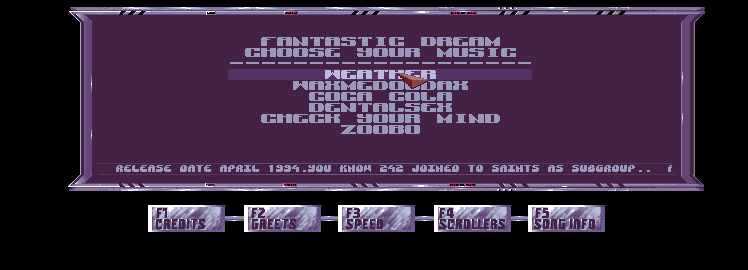 FANTASTIC DREAM
CHOOSE YOUR MUSIC
WEATHER
COCA COLA
DENTALSEX
CHECK YOUR MIND
ZOOBO
RELEASE DATE APRIL 1994.YOU KNOW 242 JOINED TO SAINTS AS SUBGROUP..
F1 CREDITS
F2 GREETS
F3 SPEED
F4 SCROLLERS
F5 SONG INFO